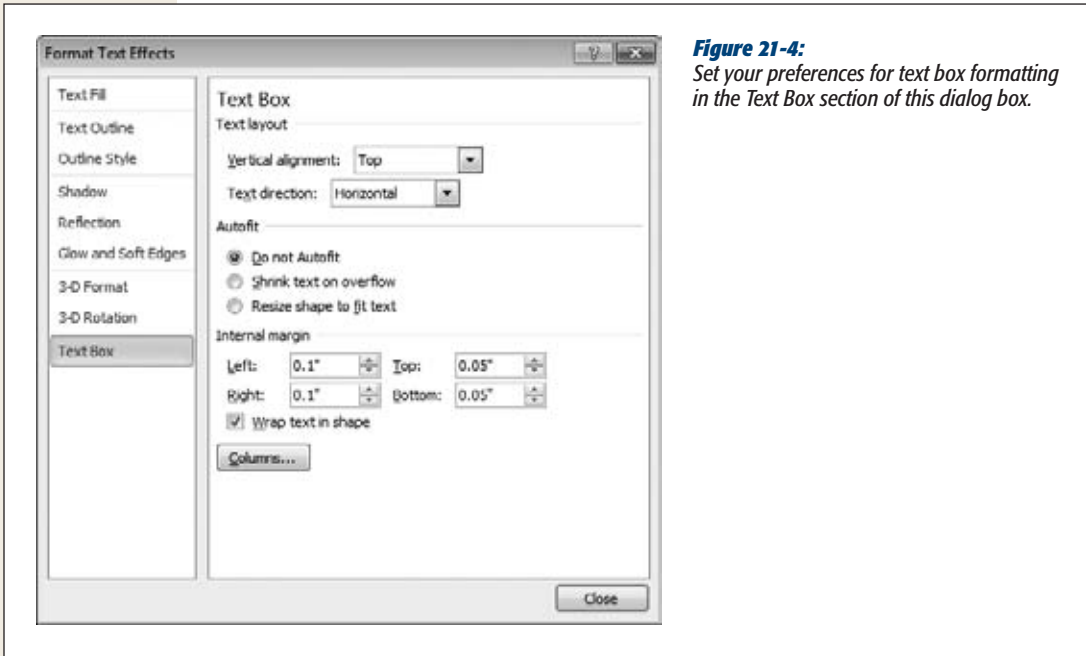 Format Text Effects
Text Fill
Text Outline
Outline Style
Shadow
Reflection
Glow and Soft Edges
3-D Format
3-D Rotation
Text Box
Text Box
Text layout
Vertical alignment: Top
Text direction: Horizontal
Autofit
Do not Autofit
Shrink text on overflow
Resize shape to fit text
Internal margin
Left: 0.1" Top: 0.05"
Right: 0.1" Bottom: 0.05"
Wrap text in shape
Columns...
Close
Figure 21-4:
Set your preferences for text box formatting
in the Text Box section of this dialog box.